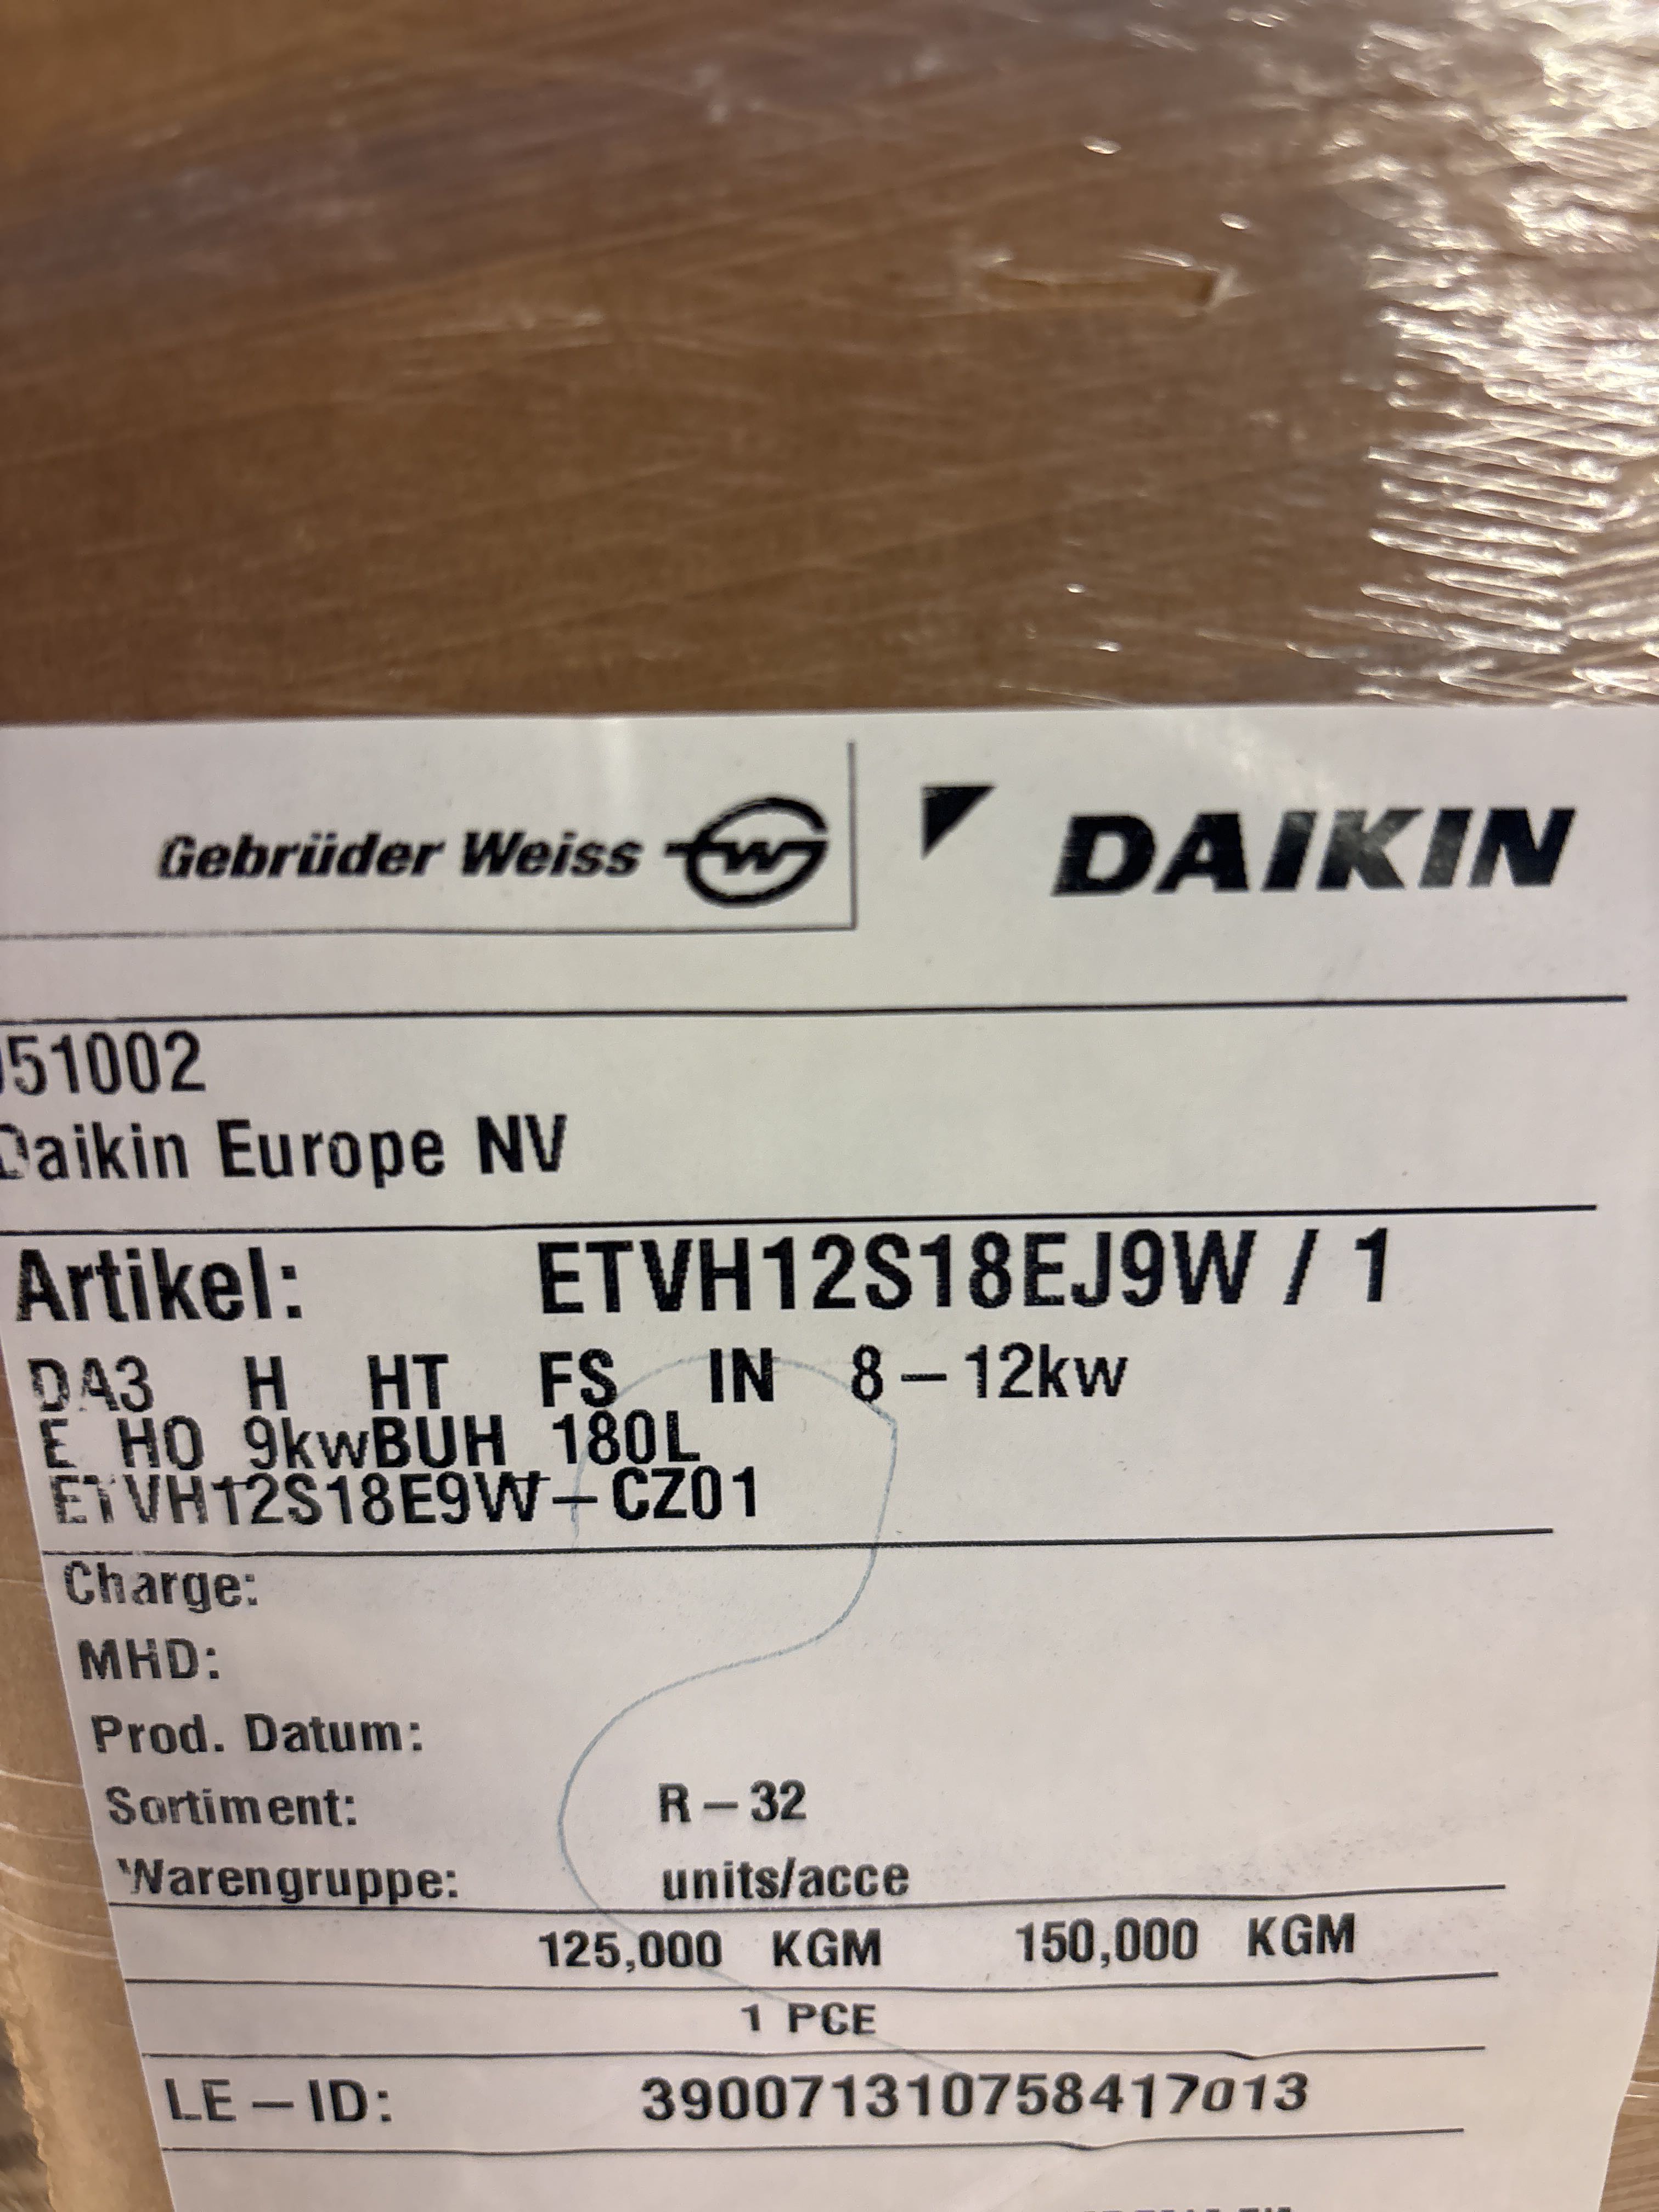 Gebrüder Weiss
DAIKIN
51002
Daikin Europe NV
Artikel: ETVH12S18EJ9W / 1
DA3 H HT FS IN 8-12kw
E HO 9kwBUH 180L
ETVH12S18E9W-CZ01
Charge:
MHD:
Prod. Datum:
Sortiment: R-32
Warengruppe: units/acce
125,000 KGM 150,000 KGM
1 PCE
LE-ID: 390071310758417013